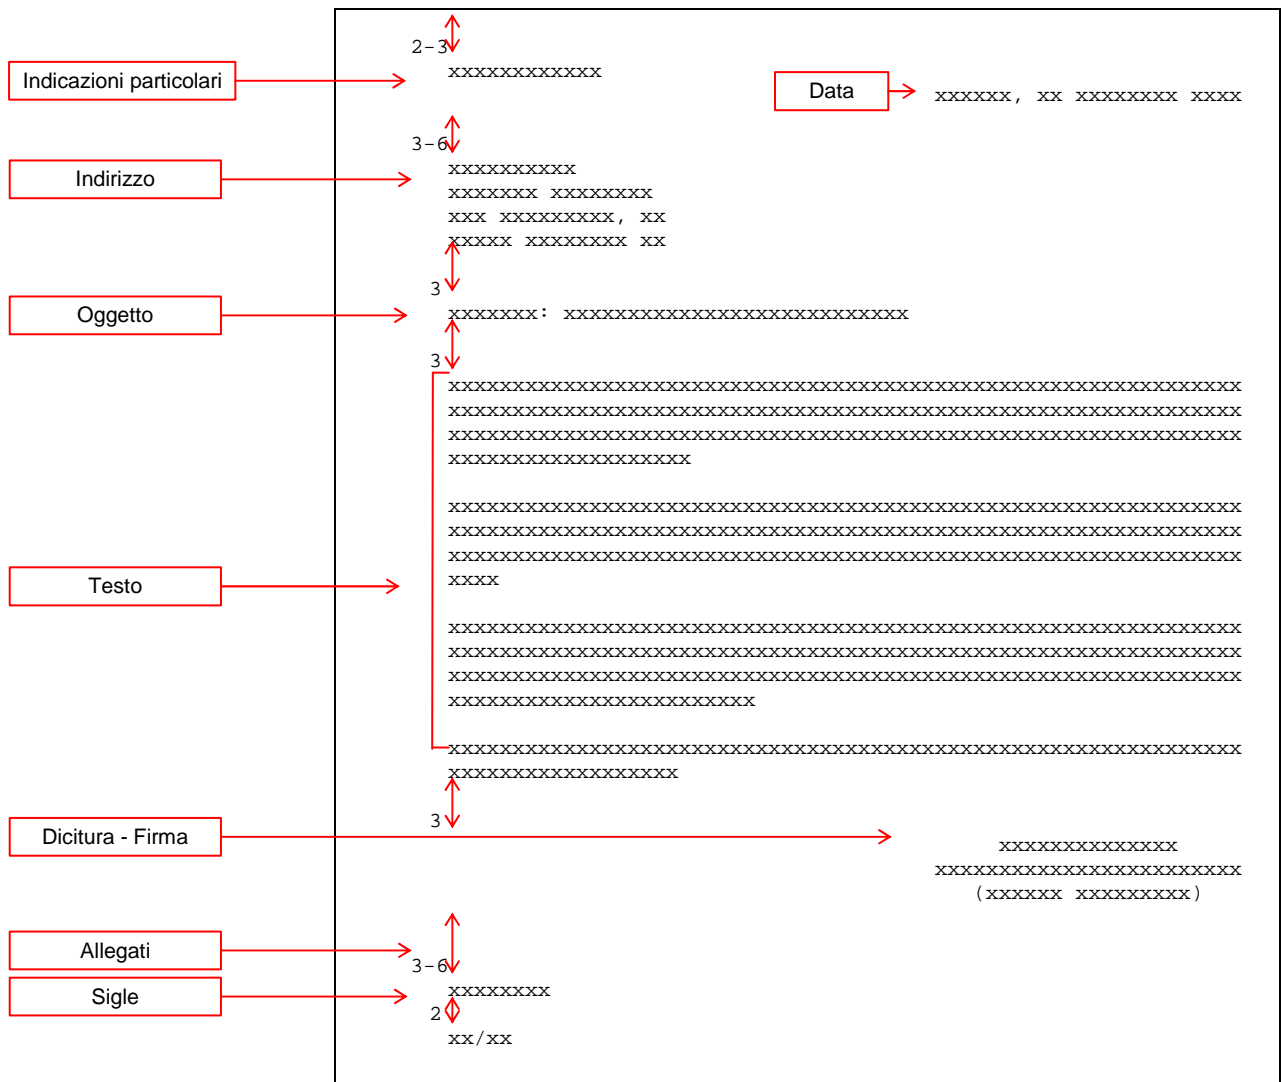 2-3
Indicazioni particolari
xxxxxxxxxxxx
Data
xxxxxx, xx xxxxxxxx xxxx
3-6
Indirizzo
xxxxxxxxxx
xxxxxxx xxxxxxxx
xxx xxxxxxxxx, xx
xxxxx xxxxxxxx xx
3
Oggetto
xxxxxxx: xxxxxxxxxxxxxxxxxxxxxxxxxxx
3
xxxxxxxxxxxxxxxxxxxxxxxxxxxxxxxxxxxxxxxxxxxxxxxxxxxxxxxxxxxxxx
xxxxxxxxxxxxxxxxxxxxxxxxxxxxxxxxxxxxxxxxxxxxxxxxxxxxxxxxxxxxxx
xxxxxxxxxxxxxxxxxxxxxxxxxxxxxxxxxxxxxxxxxxxxxxxxxxxxxxxxxxxxxx
xxxxxxxxxxxxxxxxxxx
xxxxxxxxxxxxxxxxxxxxxxxxxxxxxxxxxxxxxxxxxxxxxxxxxxxxxxxxxxxxxx
xxxxxxxxxxxxxxxxxxxxxxxxxxxxxxxxxxxxxxxxxxxxxxxxxxxxxxxxxxxxxx
xxxxxxxxxxxxxxxxxxxxxxxxxxxxxxxxxxxxxxxxxxxxxxxxxxxxxxxxxxxxxx
Testo
xxxx
xxxxxxxxxxxxxxxxxxxxxxxxxxxxxxxxxxxxxxxxxxxxxxxxxxxxxxxxxxxxxx
xxxxxxxxxxxxxxxxxxxxxxxxxxxxxxxxxxxxxxxxxxxxxxxxxxxxxxxxxxxxxx
xxxxxxxxxxxxxxxxxxxxxxxxxxxxxxxxxxxxxxxxxxxxxxxxxxxxxxxxxxxxxx
xxxxxxxxxxxxxxxxxxxxxxxx
xxxxxxxxxxxxxxxxxxxxxxxxxxxxxxxxxxxxxxxxxxxxxxxxxxxxxxxxxxxxxx
xxxxxxxxxxxxxxxxxx
3
Dicitura - Firma
xxxxxxxxxxxxxx
xxxxxxxxxxxxxxxxxxxxxxxx
(xxxxxx xxxxxxxxx)
Allegati
3-6
Sigle
xxxxxxxx
2
xx/xx